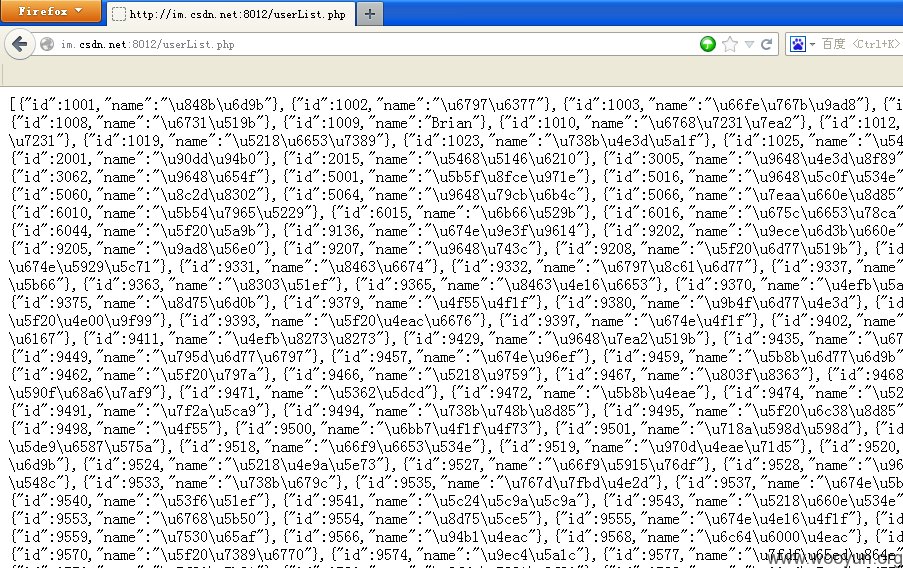 Firefox
http://im.csdn.net:8012/userList.php
im.csdn.net:8012/userList.php
百度 <Ctrl+K>
[{"id":1001,"name":"\u848b\u6d9b"},{"id":1002,"name":"\u6797\u6377"},{"id":1003,"name":"\u66fe\u767b\u9ad8"},{"i
{"id":1008,"name":"\u6731\u519b"},{"id":1009,"name":"Brian"},{"id":1010,"name":"\u6768\u7231\u7ea2"},{"id":1012,
\u7231"},{"id":1019,"name":"\u5218\u6653\u7389"},{"id":1023,"name":"\u738b\u4e3d\u5a1f"},{"id":1025,"name":"\u54
{"id":2001,"name":"\u90dd\u94b0"},{"id":2015,"name":"\u5468\u5146\u6210"},{"id":3005,"name":"\u9648\u4e3d\u8f89"
{"id":3062,"name":"\u9648\u654f"},{"id":5001,"name":"\u5b5f\u8fce\u971e"},{"id":5016,"name":"\u9648\u5c0f\u534e"
{"id":5060,"name":"\u8c2d\u8302"},{"id":5064,"name":"\u9648\u79cb\u6b4c"},{"id":5066,"name":"\u7eaa\u660e\u8d85"
{"id":6010,"name":"\u5b54\u7965\u5229"},{"id":6015,"name":"\u6b66\u529b"},{"id":6016,"name":"\u675c\u6653\u78ca"
{"id":6044,"name":"\u5f20\u5a9b"},{"id":9136,"name":"\u674e\u9e3f\u9614"},{"id":9202,"name":"\u9ece\u6d3b\u660e"
{"id":9205,"name":"\u9ad8\u56e0"},{"id":9207,"name":"\u9648\u743c"},{"id":9208,"name":"\u5f20\u6d77\u519b"},{"id
\u674e\u5929\u5c71"},{"id":9331,"name":"\u8463\u6674"},{"id":9332,"name":"\u6797\u8c61\u6d77"},{"id":9337,"name"
\u5b66"},{"id":9363,"name":"\u8303\u51ef"},{"id":9365,"name":"\u8463\u4e16\u6653"},{"id":9370,"name":"\u4efb\u5a
{"id":9375,"name":"\u8d75\u6d0b"},{"id":9379,"name":"\u4f55\u4f1f"},{"id":9380,"name":"\u9b4f\u6d77\u4e3d"},{"id
\u5f20\u4e00\u9f99"},{"id":9393,"name":"\u5f20\u4eac\u6676"},{"id":9397,"name":"\u674e\u4f1f"},{"id":9402,"name"
\u6167"},{"id":9411,"name":"\u4efb\u8273\u8273"},{"id":9429,"name":"\u9648\u7ea2\u519b"},{"id":9435,"name":"\u67
{"id":9449,"name":"\u795d\u6d77\u6797"},{"id":9457,"name":"\u674e\u96ef"},{"id":9459,"name":"\u5b8b\u6d77\u6d9b"
{"id":9462,"name":"\u5f20\u797a"},{"id":9466,"name":"\u5218\u9759"},{"id":9467,"name":"\u803f\u8363"},{"id":9468
\u590f\u68a6\u7af9"},{"id":9471,"name":"\u5362\u5dcd"},{"id":9472,"name":"\u5b8b\u4eae"},{"id":9474,"name":"\u52
{"id":9491,"name":"\u7f2a\u5ca9"},{"id":9494,"name":"\u738b\u748b\u8d85"},{"id":9495,"name":"\u5f20\u6c38\u8d85"
{"id":9498,"name":"\u4f55"},{"id":9500,"name":"\u6bb7\u4f1f\u4f73"},{"id":9501,"name":"\u718a\u598d\u598d"},{"id
\u5de9\u6587\u575a"},{"id":9518,"name":"\u66f9\u6653\u534e"},{"id":9519,"name":"\u970d\u4eae\u71d5"},{"id":9520,
\u6d9b"},{"id":9524,"name":"\u5218\u4e9a\u5e73"},{"id":9527,"name":"\u66f9\u5915\u76df"},{"id":9528,"name":"\u96
\u548c"},{"id":9533,"name":"\u738b\u679c"},{"id":9535,"name":"\u767d\u7fbd\u4e2d"},{"id":9537,"name":"\u674e\u5b
{"id":9540,"name":"\u53f6\u51ef"},{"id":9541,"name":"\u5c24\u5c9a\u5c9a"},{"id":9543,"name":"\u5218\u660e\u534e"
{"id":9553,"name":"\u6768\u5b50"},{"id":9554,"name":"\u8d75\u5ce5"},{"id":9555,"name":"\u674e\u4e16\u4f1f"
{"id":9559,"name":"\u7530\u65af"},{"id":9566,"name":"\u94b1\u4eac"},{"id":9568,"name":"\u6c64\u6000\u4eac"
{"id":9570,"name":"\u5f20\u7389\u6770"},{"id":9574,"name":"\u9ec4\u5a1c"},{"id":9577,"name":
www.wooyun.org